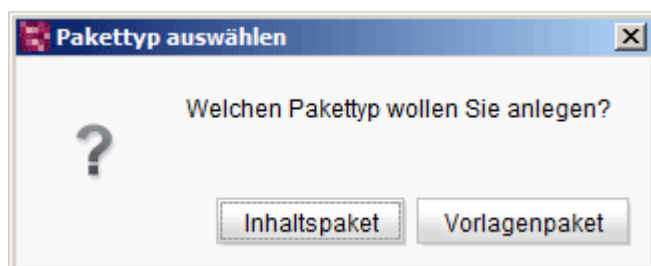 Pakettyp auswählen
Welchen Pakettyp wollen Sie anlegen?
?
Inhaltspaket Vorlagenpaket